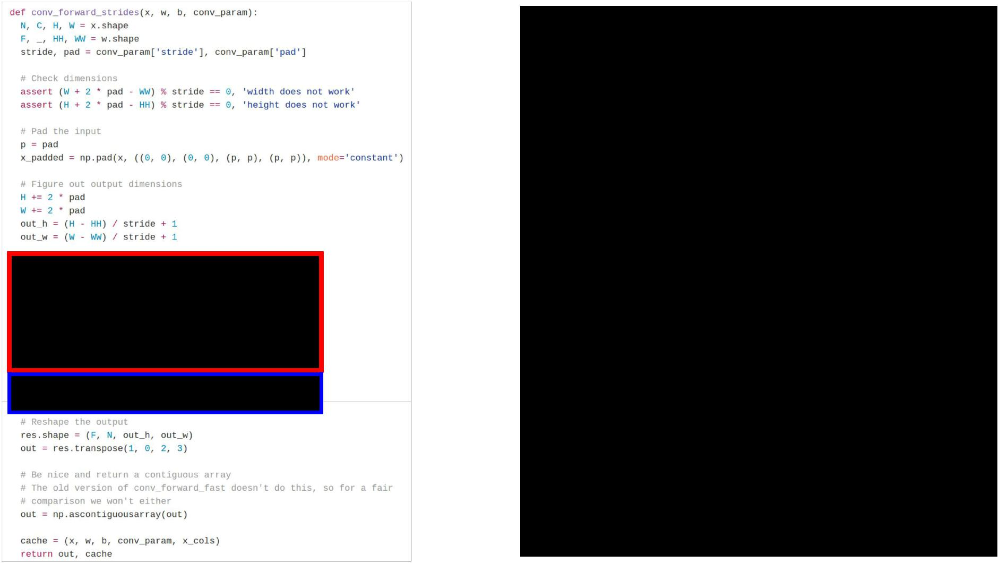 def conv_forward_strides(x, w, b, conv_param):
  N, C, H, W = x.shape
  F, _, HH, WW = w.shape
  stride, pad = conv_param['stride'], conv_param['pad']

  # Check dimensions
  assert (W + 2 * pad - WW) % stride == 0, 'width does not work'
  assert (H + 2 * pad - HH) % stride == 0, 'height does not work'

  # Pad the input
  p = pad
  x_padded = np.pad(x, ((0, 0), (0, 0), (p, p), (p, p)), mode='constant')

  # Figure out output dimensions
  H += 2 * pad
  W += 2 * pad
  out_h = (H - HH) / stride + 1
  out_w = (W - WW) / stride + 1

  # Reshape the output
  res.shape = (F, N, out_h, out_w)
  out = res.transpose(1, 0, 2, 3)

  # Be nice and return a contiguous array
  # The old version of conv_forward_fast doesn't do this, so for a fair
  # comparison we won't either
  out = np.ascontiguousarray(out)

  cache = (x, w, b, conv_param, x_cols)
  return out, cache